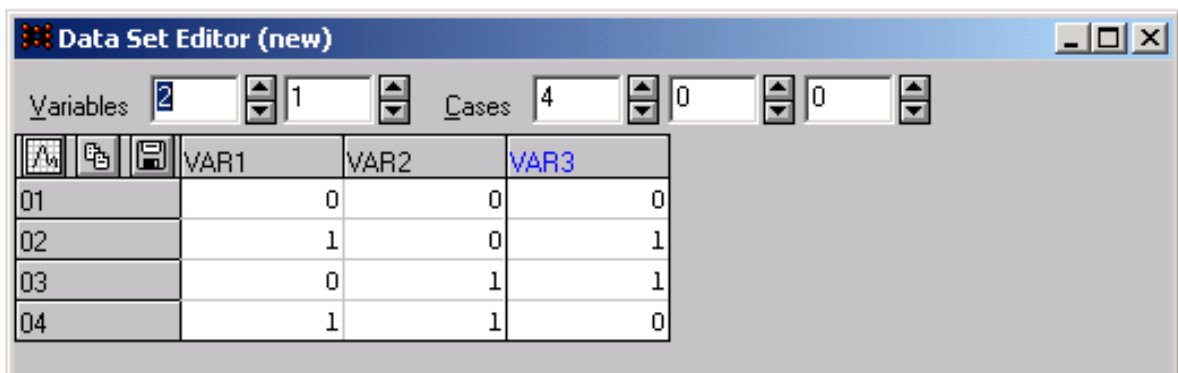 Data Set Editor (new)
Variables 2 1 Cases 4 0 0
VAR1 VAR2 VAR3
01 0 0 0
02 1 0 1
03 0 1 1
04 1 1 0